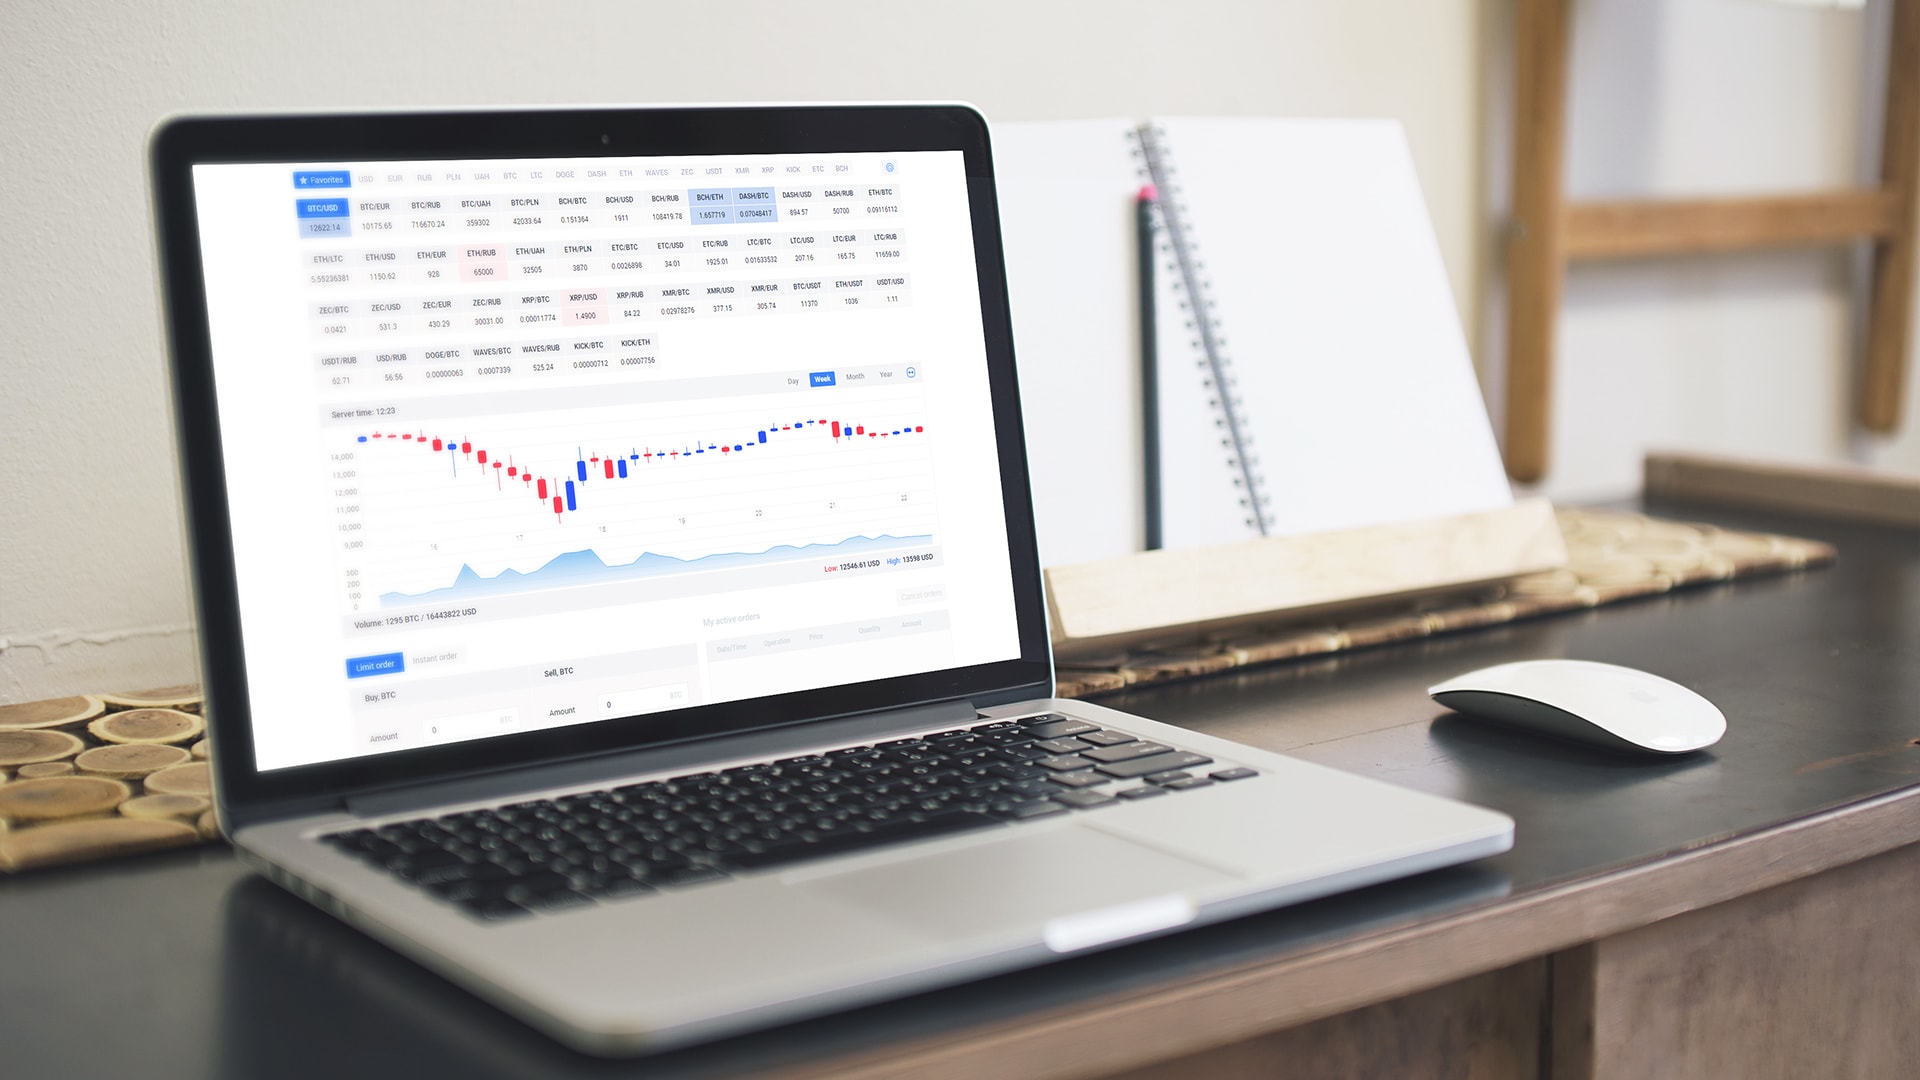 ★ Favorites USD EUR RUB PLN UAH BTC LTC DOGE DASH ETH WAVES ZEC USDT XMR XRP KICK ETC BCH
BTC/USD BTC/EUR BTC/RUB BTC/UAH BTC/PLN BCH/BTC BCH/USD BCH/RUB BCH/ETH DASH/BTC DASH/USD DASH/RUB ETH/BTC
12622.14 10175.65 716670.24 359302 42033.64 0.151364 1911 108419.78 1.657719 0.07048417 894.57 50700 0.09116112
ETH/LTC ETH/USD ETH/EUR ETH/RUB ETH/UAH ETH/PLN ETC/BTC ETC/USD ETC/RUB LTC/BTC LTC/USD LTC/EUR LTC/RUB
5.55236381 1150.62 928 65000 32505 3870 0.0026898 34.01 1925.01 0.01633532 207.16 165.75 11659.00
ZEC/BTC ZEC/USD ZEC/EUR ZEC/RUB XRP/BTC XRP/USD XRP/RUB XMR/BTC XMR/USD XMR/EUR BTC/USDT ETH/USDT USDT/USD
0.0421 531.3 430.29 30031.00 0.00011774 1.4900 84.22 0.02978276 377.15 305.74 11370 1036 1.11
USDT/RUB USD/RUB DOGE/BTC WAVES/BTC WAVES/RUB KICK/BTC KICK/ETH
62.71 56.56 0.00000063 0.0007339 525.24 0.00000712 0.00007756
Day Week Month Year
Server time: 12:23
14,000
13,000
12,000
11,000
10,000
9,000
16 17 18 19 20 21 22
300
200
100
0
Low: 12546.61 USD High: 13598 USD
Volume: 1295 BTC / 16443822 USD
Cancel orders
My active orders
Date/Time Operation Price Quantity Amount
Limit order Instant order
Buy, BTC Sell, BTC
Amount 0 BTC Amount 0 BTC